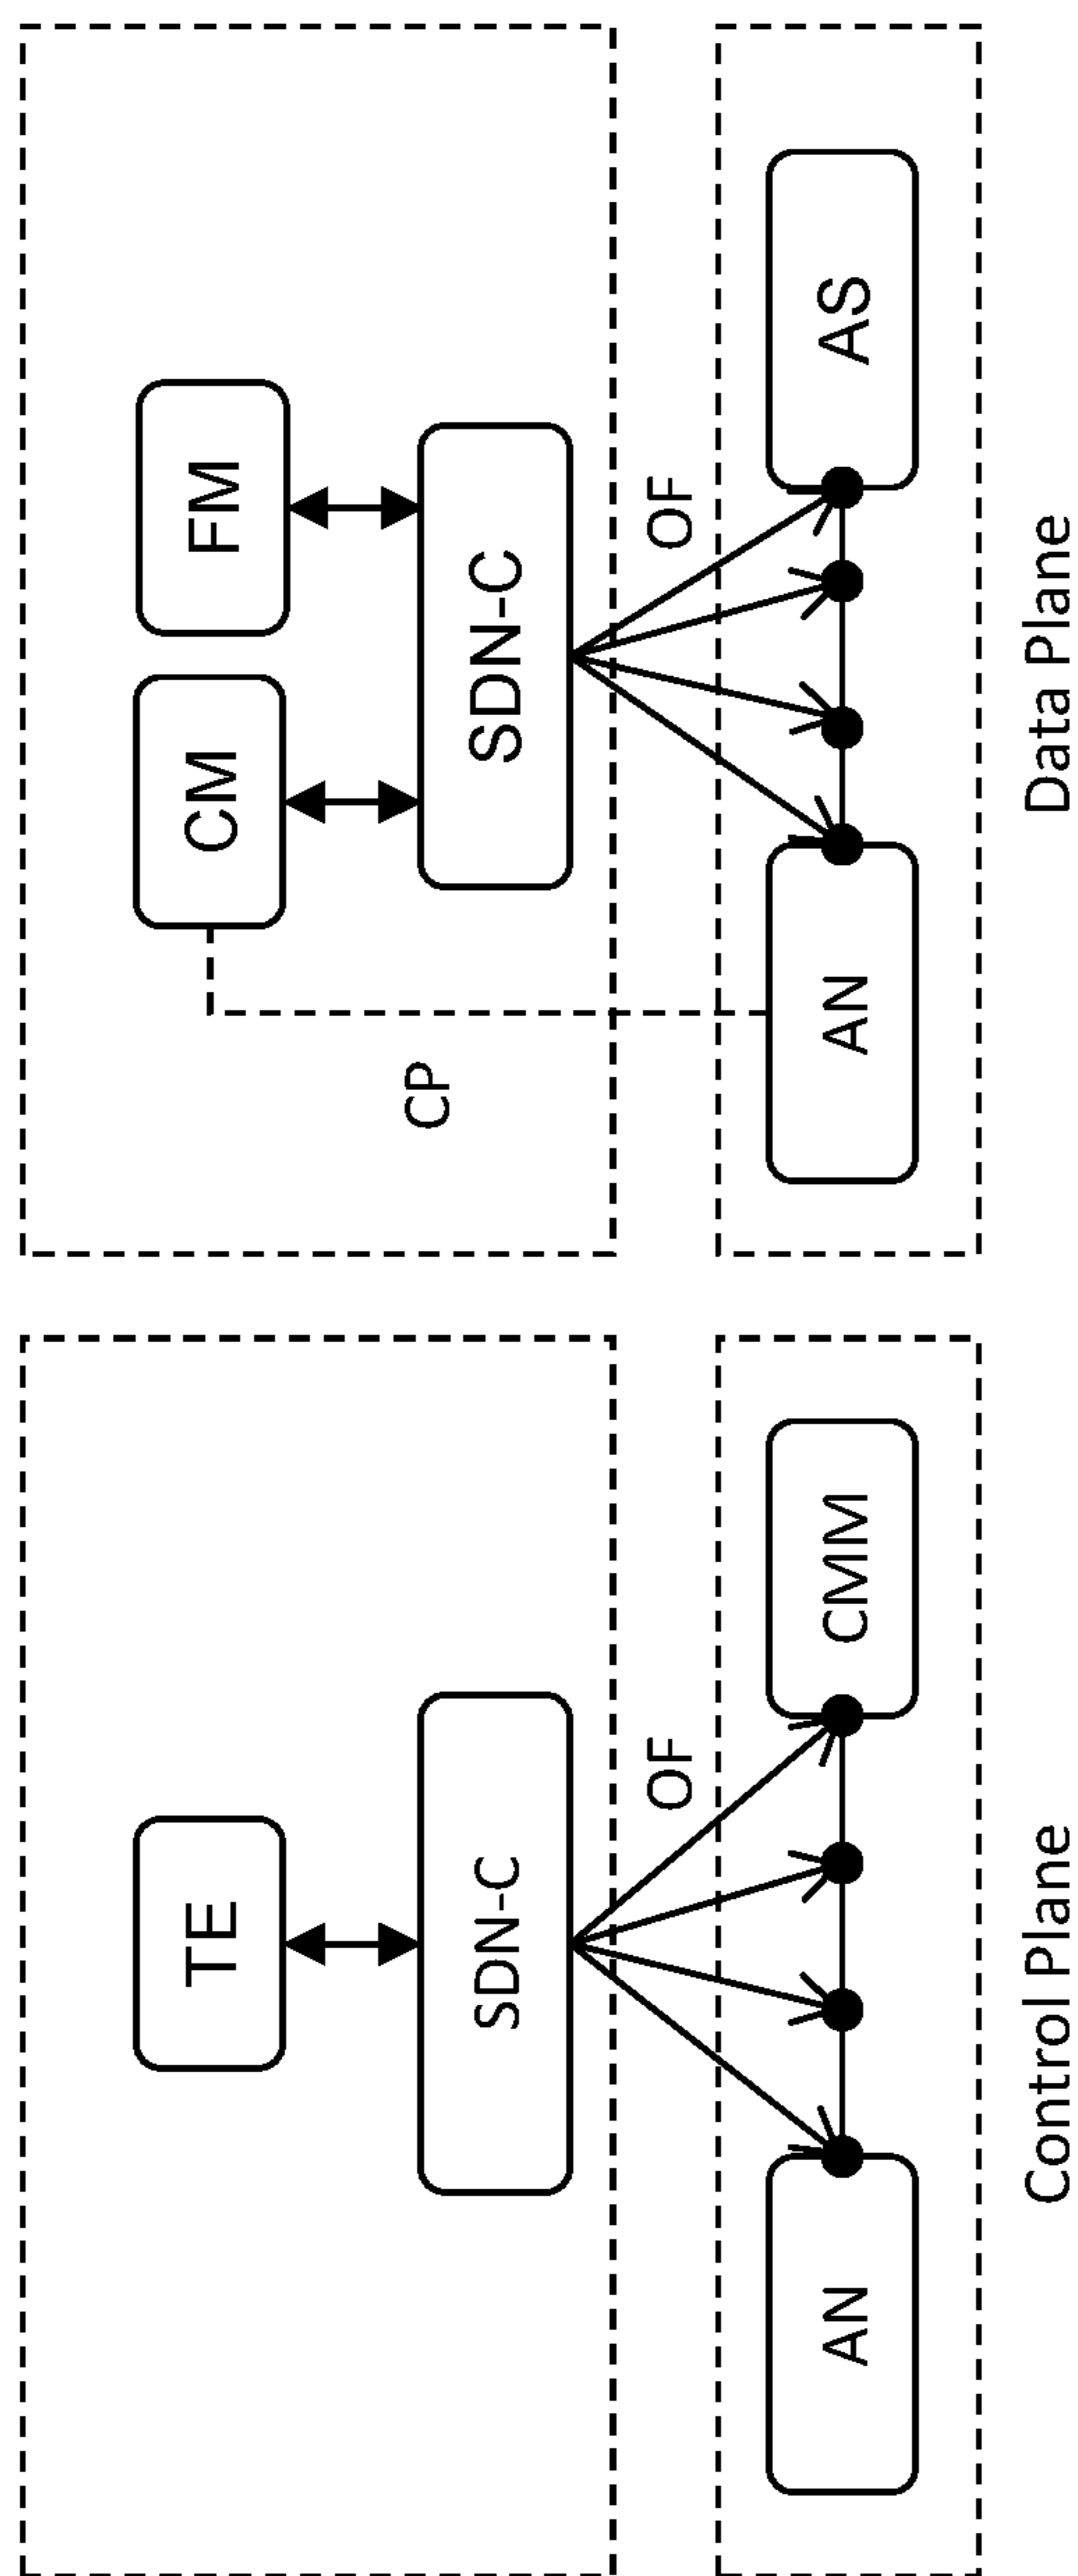 TE
SDN-C
OF
AN
CMM
Control Plane
CM
FM
SDN-C
CP
OF
AN
AS
Data Plane